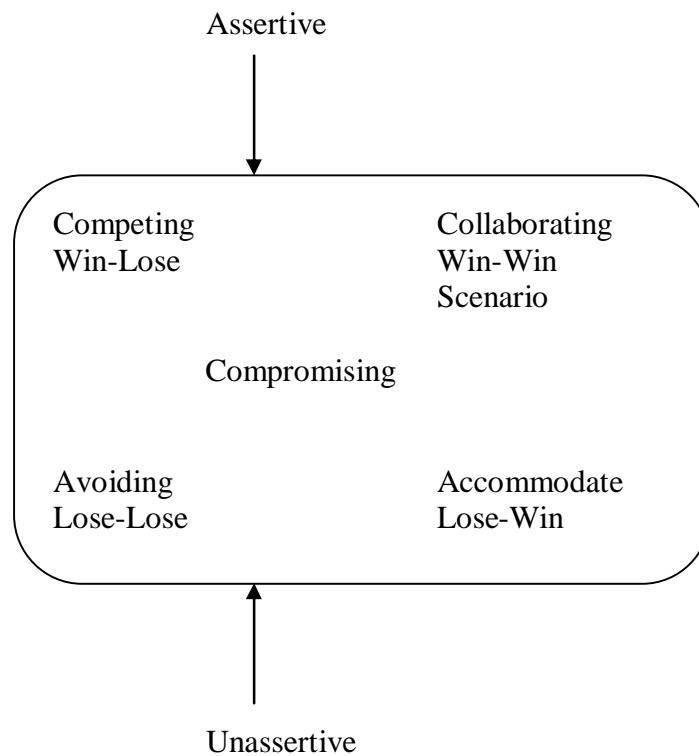 Assertive
Competing
Win-Lose
Collaborating
Win-Win
Scenario
Compromising
Avoiding
Lose-Lose
Accommodate
Lose-Win
Unassertive